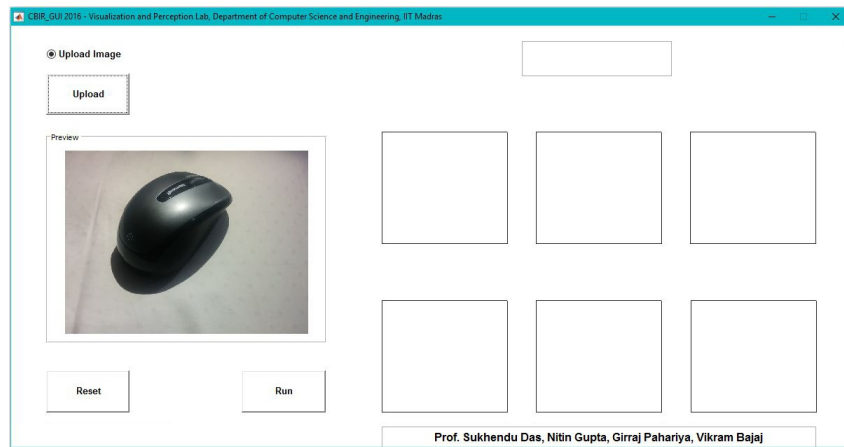 CBIR_GUI 2016 - Visualization and Perception Lab, Department of Computer Science and Engineering, IIT Madras
Upload Image
Upload
Preview
Microsoft
Reset
Run
Prof. Sukhendu Das, Nitin Gupta, Girraj Pahariya, Vikram Bajaj